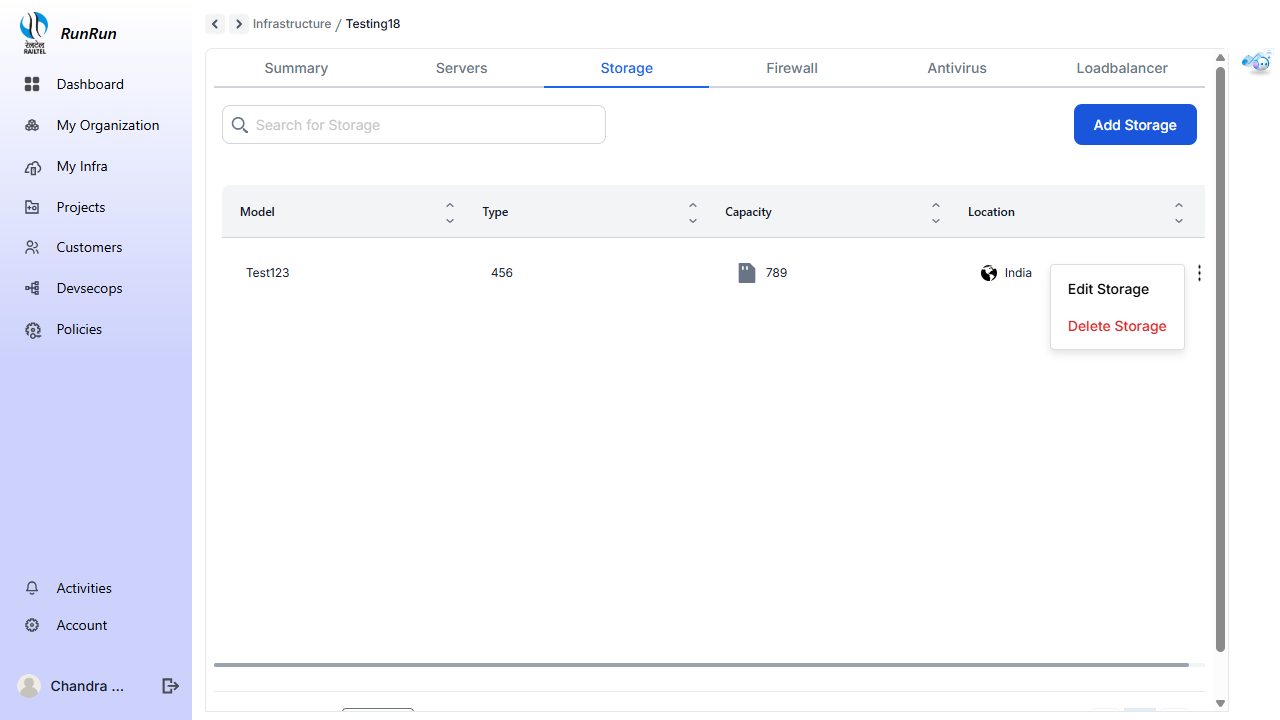 रेलटेल
RAILTEL
RunRun
Dashboard
My Organization
My Infra
Projects
Customers
Devsecops
Policies
Activities
Account
Chandra ...
Infrastructure / Testing18
Summary Servers Storage Firewall Antivirus Loadbalancer
Search for Storage
Add Storage
Model Type Capacity Location
Test123 456 789 India
Edit Storage
Delete Storage